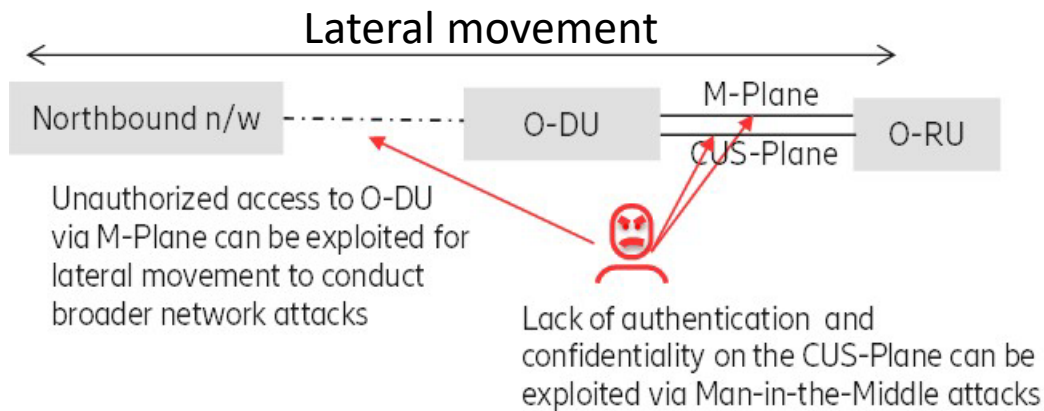 Lateral movement
Northbound n/w
O-DU
M-Plane
CUS-Plane
O-RU
Unauthorized access to O-DU
via M-Plane can be exploited for
lateral movement to conduct
broader network attacks
Lack of authentication and
confidentiality on the CUS-Plane can be
exploited via Man-in-the-Middle attacks